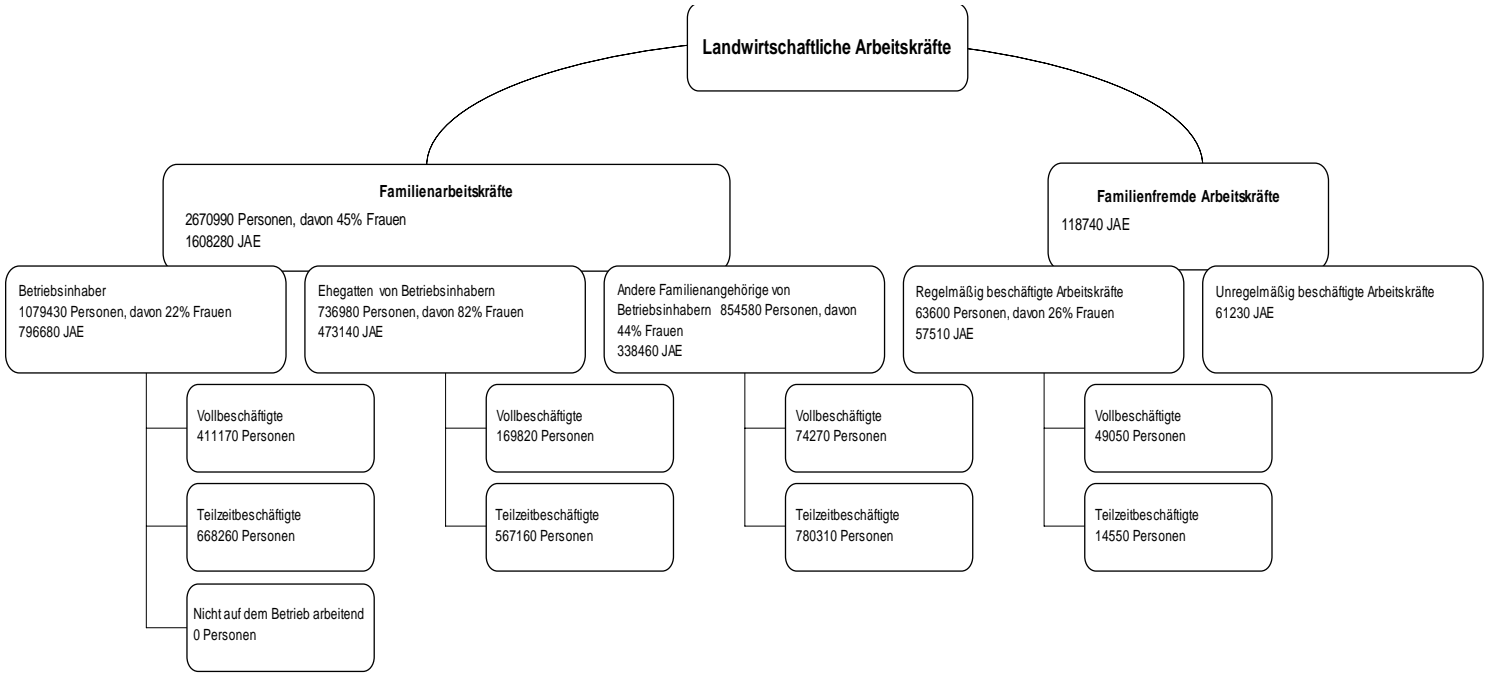 Landwirtschaftliche Arbeitskräfte
Familienarbeitskräfte
2670990 Personen, davon 45% Frauen
1608280 JAE
Familienfremde Arbeitskräfte
118740 JAE
Betriebsinhaber
1079430 Personen, davon 22% Frauen
796680 JAE
Ehegatten von Betriebsinhabern
736980 Personen, davon 82% Frauen
473140 JAE
Andere Familienangehörige von
Betriebsinhabern 854580 Personen, davon
44% Frauen
338460 JAE
Regelmäßig beschäftigte Arbeitskräfte
63600 Personen, davon 26% Frauen
57510 JAE
Unregelmäßig beschäftigte Arbeitskräfte
61230 JAE
Vollbeschäftigte
411170 Personen
Vollbeschäftigte
169820 Personen
Vollbeschäftigte
74270 Personen
Vollbeschäftigte
49050 Personen
Teilzeitbeschäftigte
668260 Personen
Teilzeitbeschäftigte
567160 Personen
Teilzeitbeschäftigte
780310 Personen
Teilzeitbeschäftigte
14550 Personen
Nicht auf dem Betrieb arbeitend
0 Personen